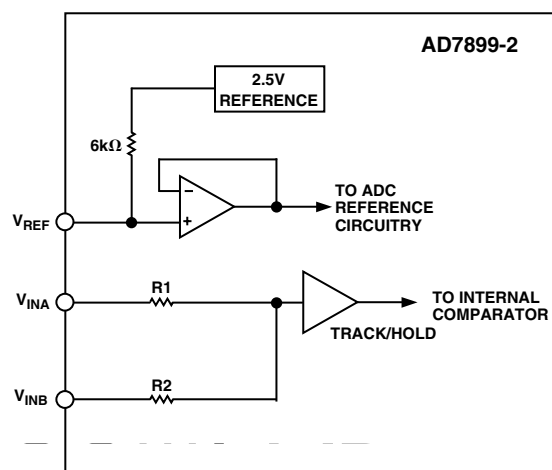 AD7899-2
2.5V
REFERENCE
6kΩ
–
+
TO ADC
REFERENCE
CIRCUITRY
VREF
VINA
R1
TO INTERNAL
COMPARATOR
TRACK/HOLD
VINB
R2